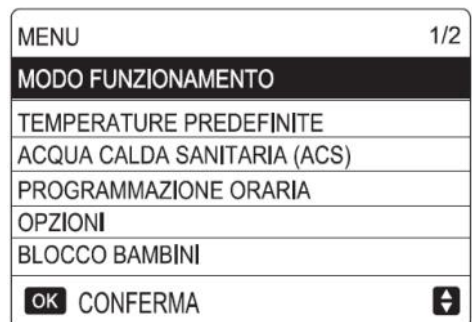 MENU 1/2
MODO FUNZIONAMENTO
TEMPERATURE PREDEFINITE
ACQUA CALDA SANITARIA (ACS)
PROGRAMMAZIONE ORARIA
OPZIONI
BLOCCO BAMBINI
OK CONFERMA